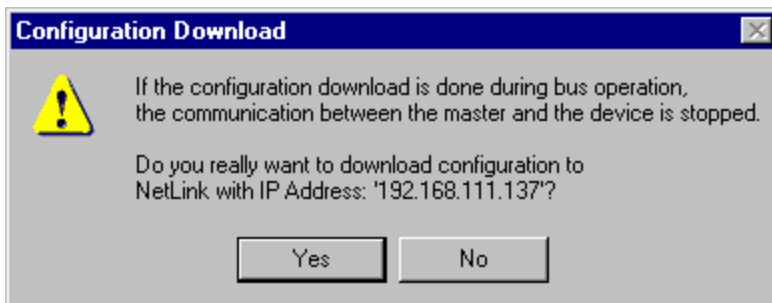 Configuration Download
If the configuration download is done during bus operation,
the communication between the master and the device is stopped.
Do you really want to download configuration to
NetLink with IP Address: '192.168.111.137'?
Yes No